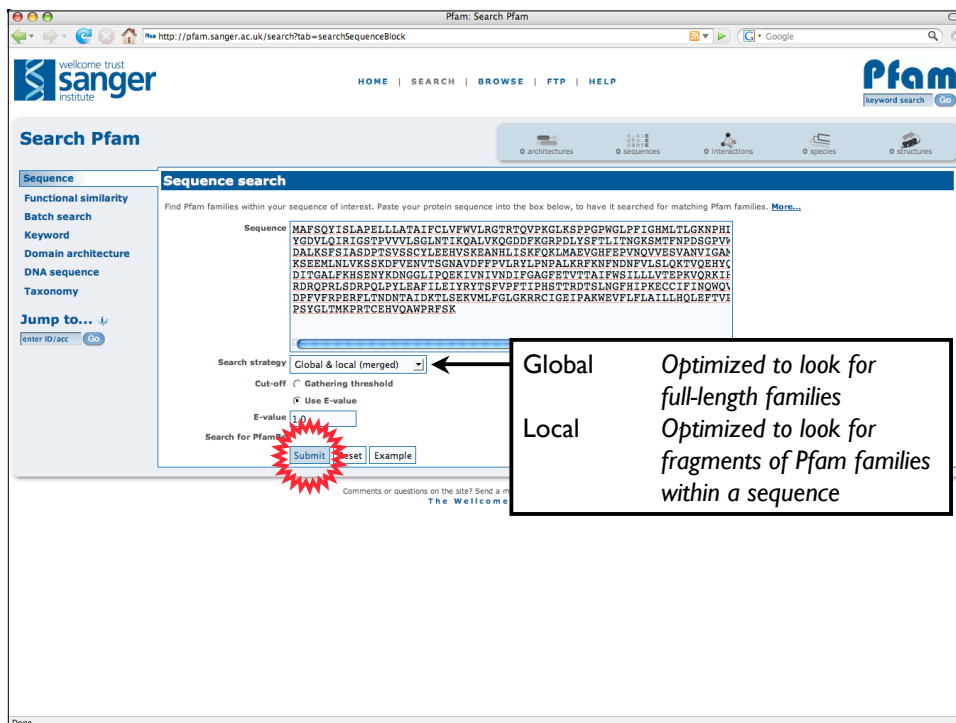 Pfam: Search Pfam
http://pfam.sanger.ac.uk/search?tab=searchSequenceBlock
G Google
wellcome trust
sanger
institute
HOME | SEARCH | BROWSE | FTP | HELP
Pfam
keyword search Go
Search Pfam
0 architectures 0 sequences 0 interactions 0 species 0 structures
Sequence
Functional similarity
Batch search
Keyword
Domain architecture
DNA sequence
Taxonomy
Jump to...
enter ID/acc Go
Sequence search
Find Pfam families within your sequence of interest. Paste your protein sequence into the box below, to have it searched for matching Pfam families. More...
Sequence
MAFSQYISLAPELLLATAIFCLVFWVLRGTRTQVPKGLKSPPGPWGLPFIGHMLTLGKNPHI
YGDVLQIRIGSTPVVVLSGLNTIKQALVKQGDDFKGRPDLYSFTLITNGKSMTFNPDSGPVW
DALKSFSIASDPTSVSSCYLEEHVSKEANHLISKFQKLMAEVGHFEPVNQVVESVANVIGAM
KSEEMLNLVKSSKDFVENVTSGNAVDFFPVLRYLPNPALKRFKNFNDNFVLSLQKTVQEHYQ
DITGALFKHSENYKDNGGLIPQEKIVNIVNDIFGAGFETVTTAIFWSILLLVTEPKVQRKIH
RDRQPRLSDRPQLPYLEAFILEIYRYTSFVPFTIPHSTTRDTSLNGFHIPKECCIFINQWQV
DPFVFRPERFLTNDNTAIDKTLSEKVMLFGLGKRRCIGEIPAKWEVFLFLAILLHQLEFTVP
PSYGLTMKPRTCEHVQAWPRFSK
Search strategy Global & local (merged)
Cut-off Gathering threshold
Use E-value
E-value 1.0
Search for
Submit Reset Example
Global Optimized to look for
full-length families
Local Optimized to look for
fragments of Pfam families
within a sequence
Comments or questions on the site? Send a
The
Done